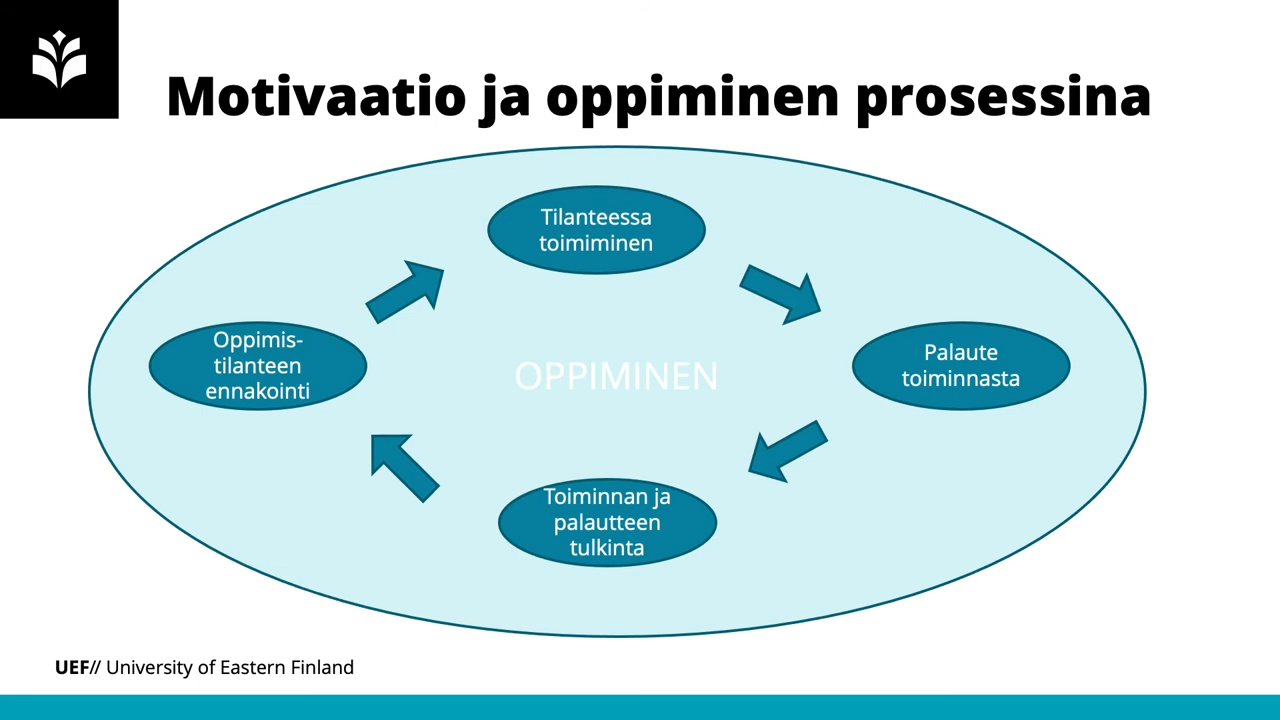 Motivaatio ja oppiminen prosessina
Tilanteessa
toimiminen
Oppimis-
tilanteen
ennakointi
OPPIMINEN
Palaute
toiminnasta
Toiminnan ja
palautteen
tulkinta
UEF// University of Eastern Finland